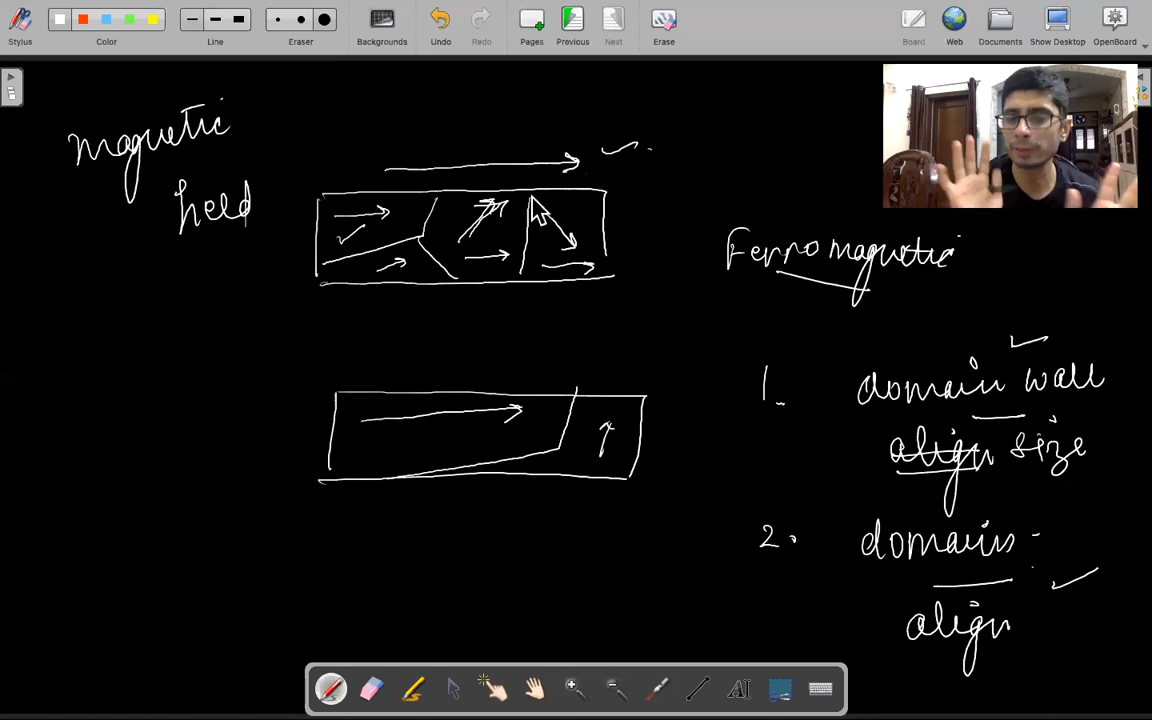 Stylus
Color
Line
Eraser
Backgrounds
Undo
Redo
Pages
Previous
Next
Erase
Board
Web
Documents
Show Desktop
OpenBoard
magnetic
field
Ferromagnetic
1. domain wall
align size
2. domains
align